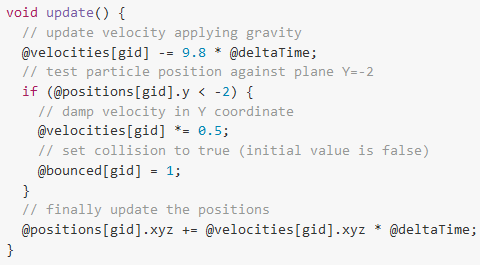 void update() {
  // update velocity applying gravity
  @velocities[gid] -= 9.8 * @deltaTime;
  // test particle position against plane Y=-2
  if (@positions[gid].y < -2) {
    // damp velocity in Y coordinate
    @velocities[gid] *= 0.5;
    // set collision to true (initial value is false)
    @bounced[gid] = 1;
  }
  // finally update the positions
  @positions[gid].xyz += @velocities[gid].xyz * @deltaTime;
}